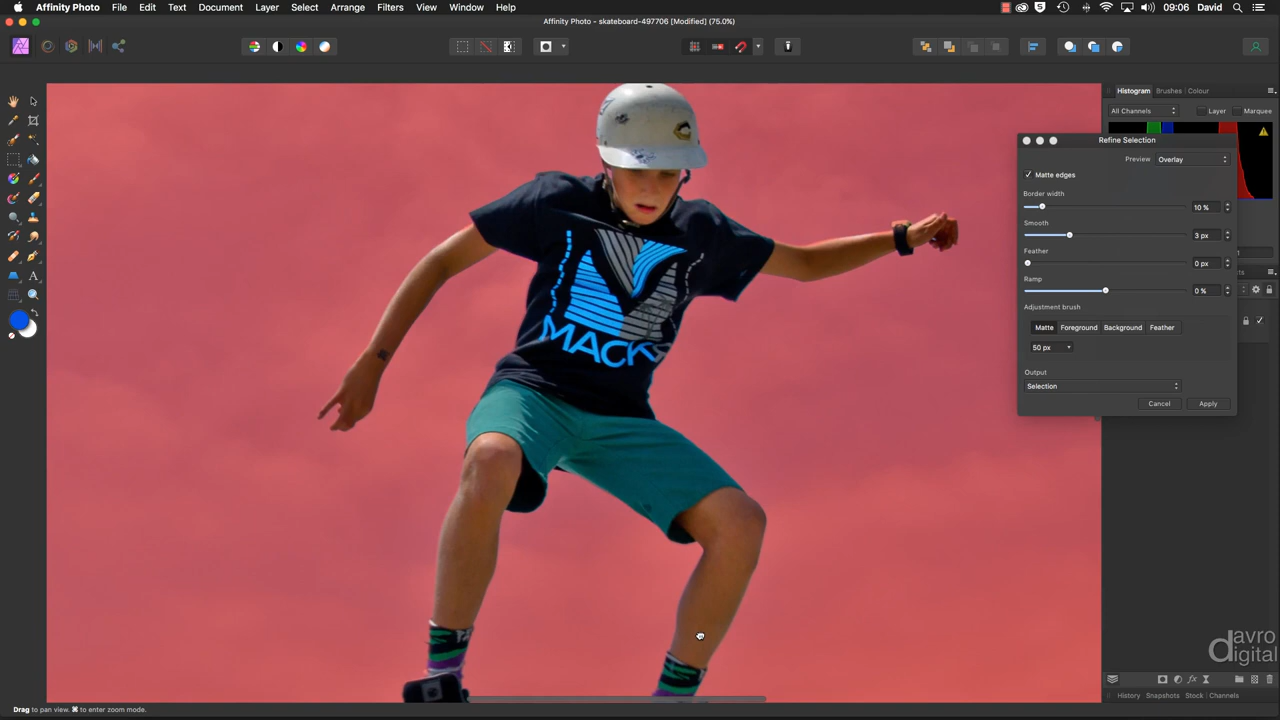 Affinity Photo File Edit Text Document Layer Select Arrange Filters View Window Help
09:06 David
Affinity Photo - skateboard-497706 [Modified] (75.0%)
Histogram Brushes Colour
All Channels Layer Marquee
Refine Selection
Preview Overlay
Matte edges
Border width
10 %
Smooth
3 px
Feather
0 px
Ramp
0 %
Adjustment brush
Matte Foreground Background Feather
50 px
Output
Selection
Cancel Apply
MACK
davro
digital
History Snapshots Stock Channels
Drag to pan view. ⌘ to enter zoom mode.